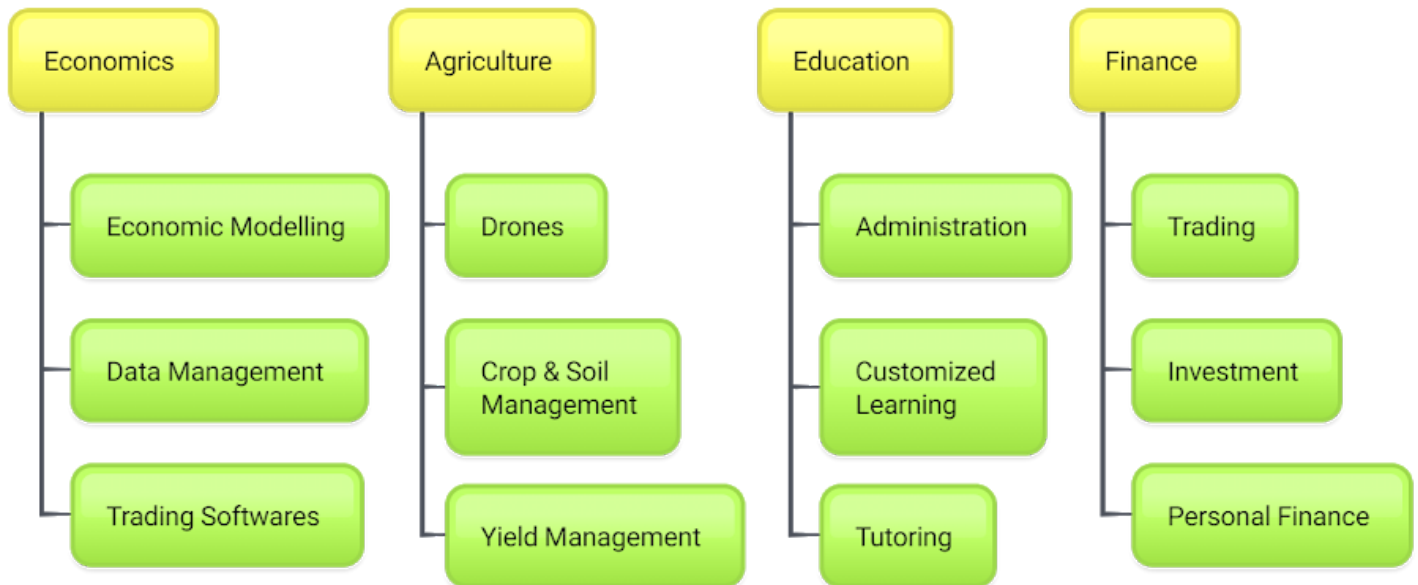 Economics
Economic Modelling
Data Management
Trading Softwares
Agriculture
Drones
Crop & Soil
Management
Yield Management
Education
Administration
Customized
Learning
Tutoring
Finance
Trading
Investment
Personal Finance